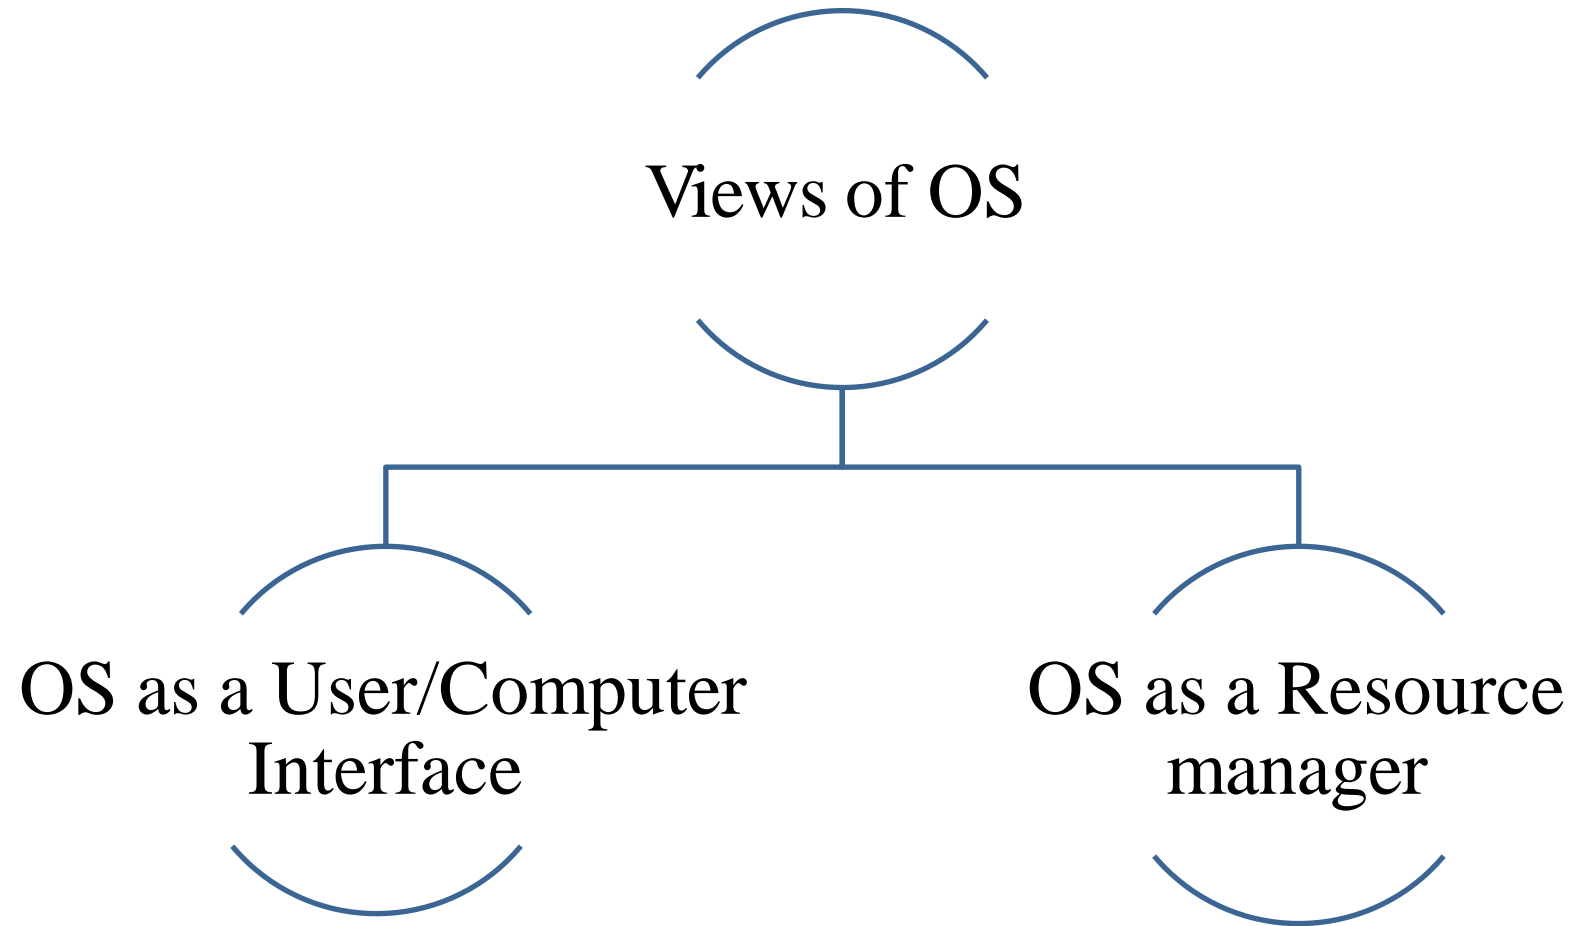 Views of OS
OS as a User/Computer
Interface
OS as a Resource
manager